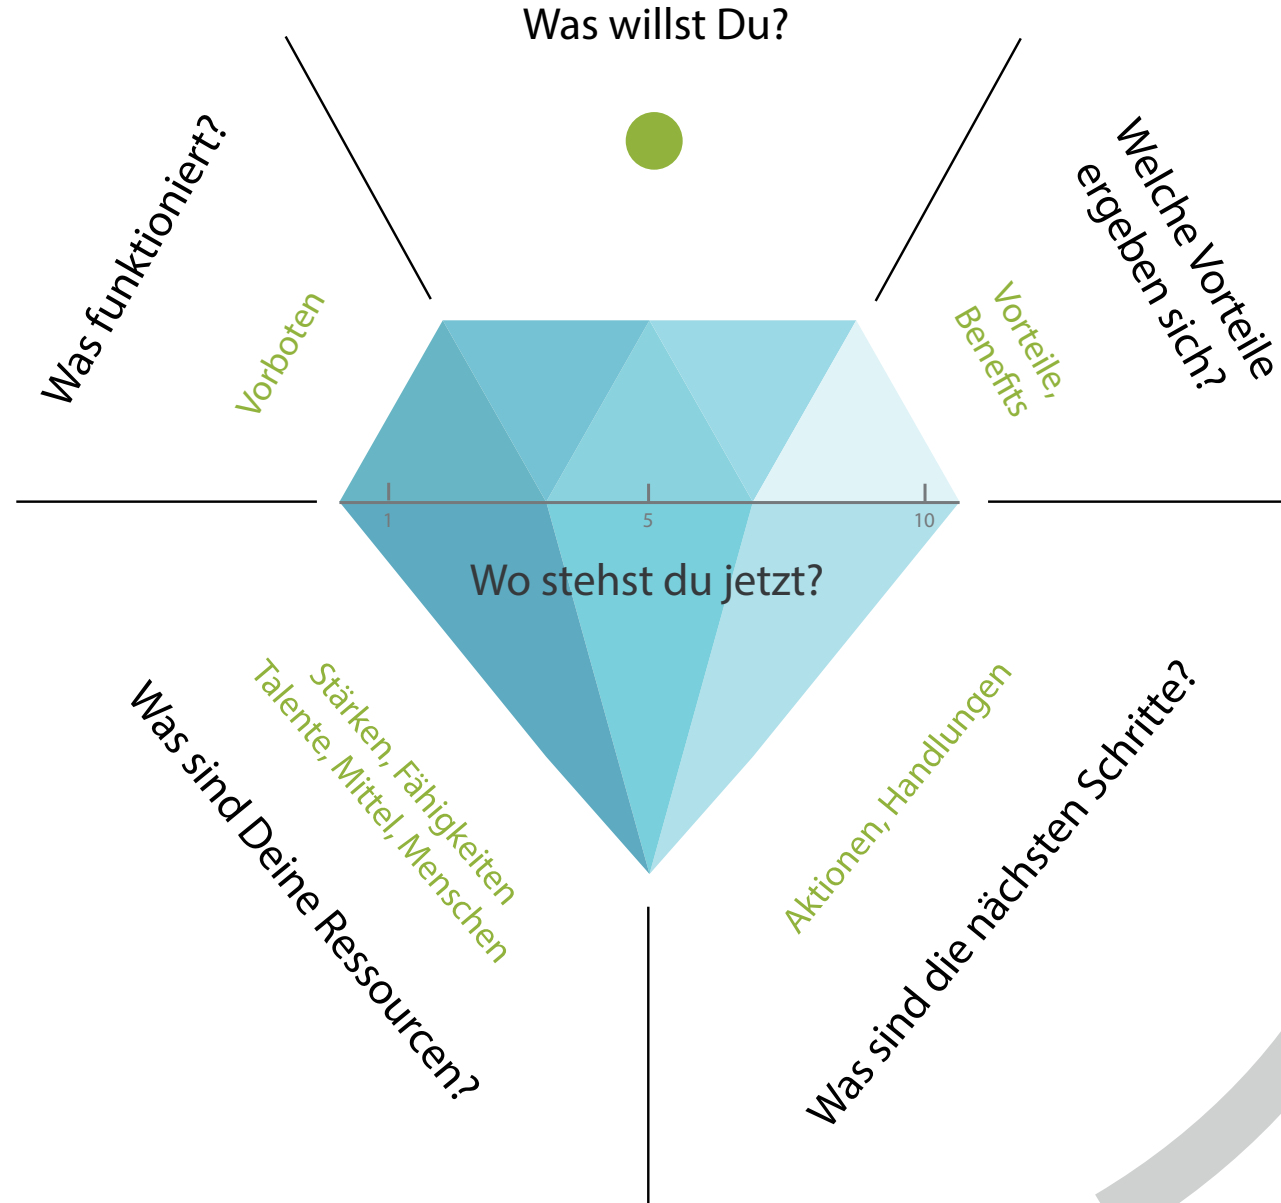 Was willst Du?
Was funktioniert?
Vorboten
Welche Vorteile
ergeben sich?
Vorteile,
Benefits
1
5
10
Wo stehst du jetzt?
Was sind Deine Ressourcen?
Stärken, Fähigkeiten
Talente, Mittel, Menschen
Aktionen, Handlungen
Was sind die nächsten Schritte?